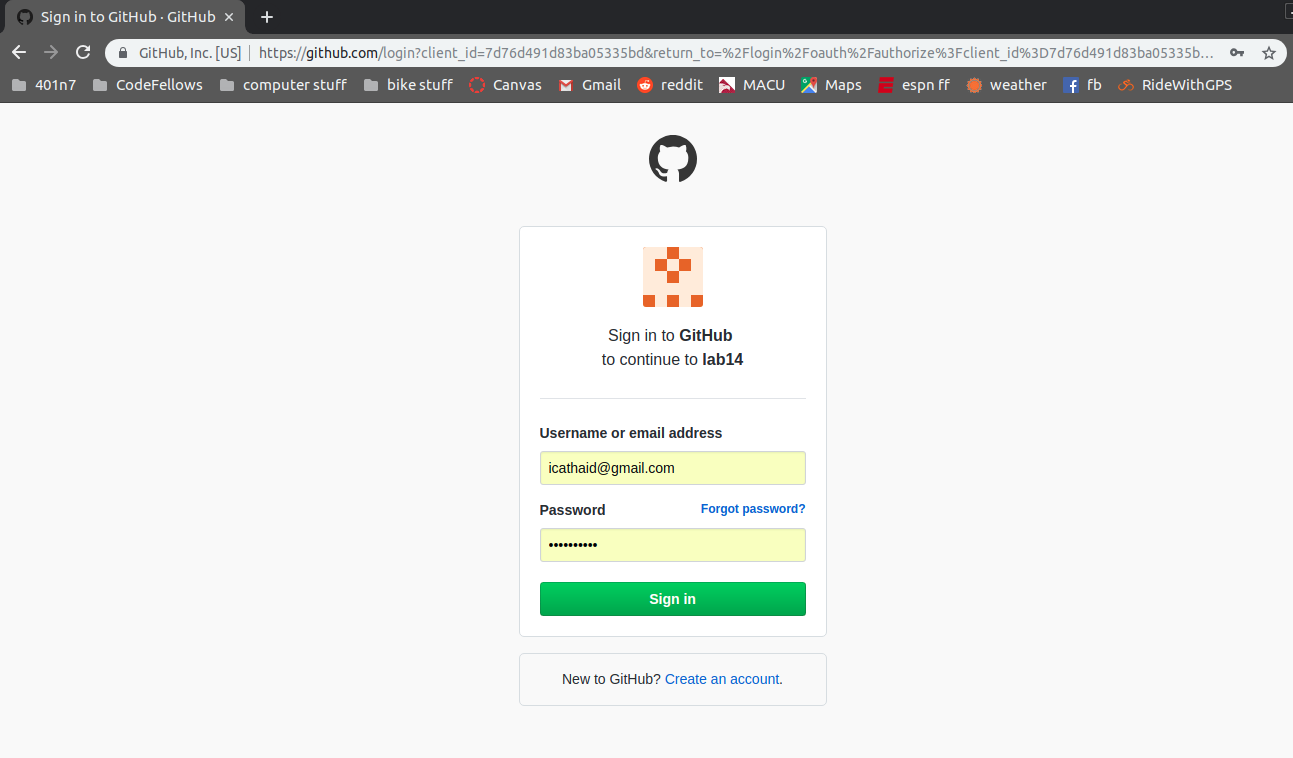 Sign in to GitHub · GitHub
GitHub, Inc. [US] | https://github.com/login?client_id=7d76d491d83ba05335bd&return_to=%2Flogin%2Foauth%2Fauthorize%3Fclient_id%3D7d76d491d83ba05335b...
401n7 CodeFellows computer stuff bike stuff Canvas Gmail reddit MACU Maps espn ff weather fb RideWithGPS
Sign in to GitHub
to continue to lab14
Username or email address
icathaid@gmail.com
Password Forgot password?
••••••••••
Sign in
New to GitHub? Create an account.